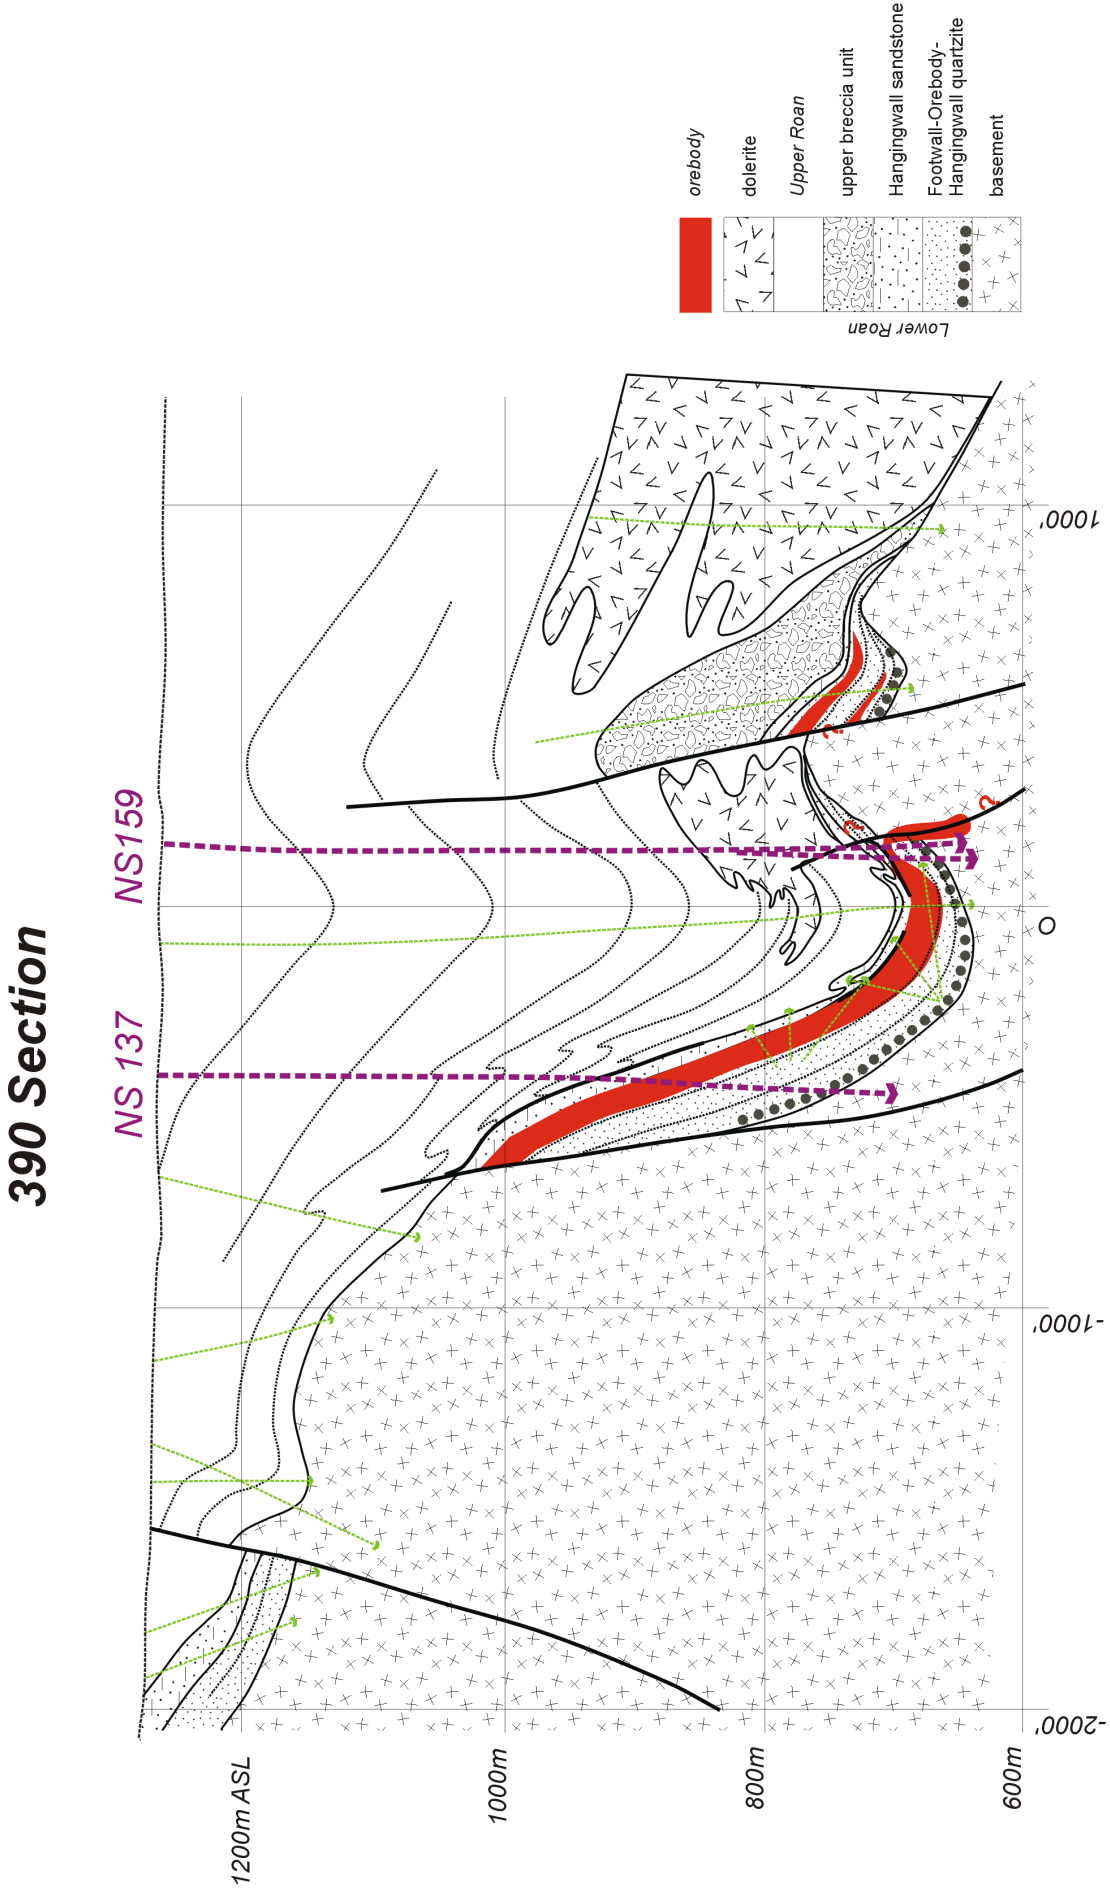 390 Section
NS 137
NS159
orebody
dolerite
Upper Roan
upper breccia unit
Hangingwall sandstone
Footwall-Orebody-
Hangingwall quartzite
basement
Lower Roan
1200m ASL
1000m
800m
600m
-2000'
-1000'
O
1000'
?
?
?